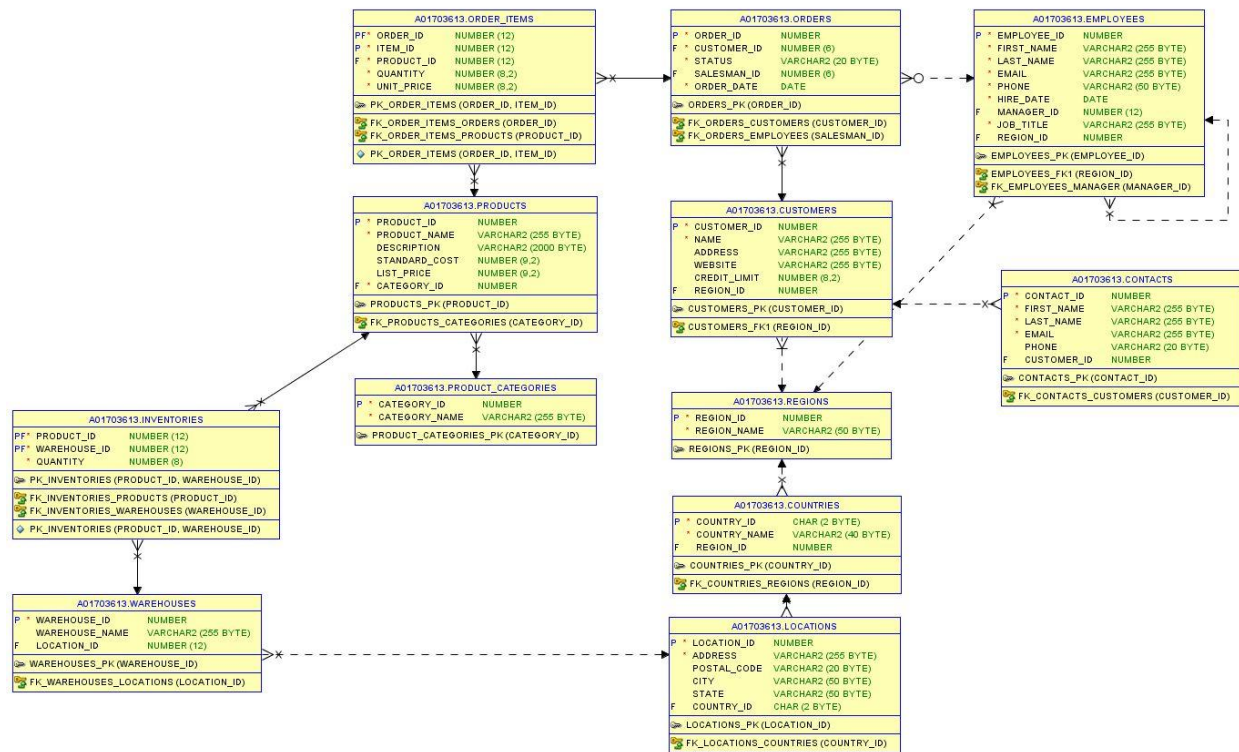 A01703613.ORDER_ITEMS
PF* ORDER_ID NUMBER (12)
P * ITEM_ID NUMBER (12)
F * PRODUCT_ID NUMBER (12)
* QUANTITY NUMBER (8,2)
* UNIT_PRICE NUMBER (8,2)
PK_ORDER_ITEMS (ORDER_ID, ITEM_ID)
FK_ORDER_ITEMS_ORDERS (ORDER_ID)
FK_ORDER_ITEMS_PRODUCTS (PRODUCT_ID)
PK_ORDER_ITEMS (ORDER_ID, ITEM_ID)
A01703613.ORDERS
P * ORDER_ID NUMBER
F * CUSTOMER_ID NUMBER (6)
* STATUS VARCHAR2 (20 BYTE)
F SALESMAN_ID NUMBER (6)
* ORDER_DATE DATE
ORDERS_PK (ORDER_ID)
FK_ORDERS_CUSTOMERS (CUSTOMER_ID)
FK_ORDERS_EMPLOYEES (SALESMAN_ID)
A01703613.EMPLOYEES
P * EMPLOYEE_ID NUMBER
* FIRST_NAME VARCHAR2 (255 BYTE)
* LAST_NAME VARCHAR2 (255 BYTE)
* EMAIL VARCHAR2 (255 BYTE)
* PHONE VARCHAR2 (50 BYTE)
* HIRE_DATE DATE
F MANAGER_ID NUMBER (12)
* JOB_TITLE VARCHAR2 (255 BYTE)
F REGION_ID NUMBER
EMPLOYEES_PK (EMPLOYEE_ID)
EMPLOYEES_FK1 (REGION_ID)
FK_EMPLOYEES_MANAGER (MANAGER_ID)
A01703613.PRODUCTS
P * PRODUCT_ID NUMBER
* PRODUCT_NAME VARCHAR2 (255 BYTE)
DESCRIPTION VARCHAR2 (2000 BYTE)
STANDARD_COST NUMBER (9,2)
LIST_PRICE NUMBER (9,2)
F * CATEGORY_ID NUMBER
PRODUCTS_PK (PRODUCT_ID)
FK_PRODUCTS_CATEGORIES (CATEGORY_ID)
A01703613.CUSTOMERS
P * CUSTOMER_ID NUMBER
* NAME VARCHAR2 (255 BYTE)
ADDRESS VARCHAR2 (255 BYTE)
WEBSITE VARCHAR2 (255 BYTE)
CREDIT_LIMIT NUMBER (8,2)
F REGION_ID NUMBER
CUSTOMERS_PK (CUSTOMER_ID)
CUSTOMERS_FK1 (REGION_ID)
A01703613.CONTACTS
P * CONTACT_ID NUMBER
* FIRST_NAME VARCHAR2 (255 BYTE)
* LAST_NAME VARCHAR2 (255 BYTE)
* EMAIL VARCHAR2 (255 BYTE)
PHONE VARCHAR2 (20 BYTE)
F CUSTOMER_ID NUMBER
CONTACTS_PK (CONTACT_ID)
FK_CONTACTS_CUSTOMERS (CUSTOMER_ID)
A01703613.PRODUCT_CATEGORIES
P * CATEGORY_ID NUMBER
* CATEGORY_NAME VARCHAR2 (255 BYTE)
PRODUCT_CATEGORIES_PK (CATEGORY_ID)
A01703613.REGIONS
P * REGION_ID NUMBER
* REGION_NAME VARCHAR2 (50 BYTE)
REGIONS_PK (REGION_ID)
A01703613.INVENTORIES
PF* PRODUCT_ID NUMBER (12)
PF* WAREHOUSE_ID NUMBER (12)
* QUANTITY NUMBER (8)
PK_INVENTORIES (PRODUCT_ID, WAREHOUSE_ID)
FK_INVENTORIES_PRODUCTS (PRODUCT_ID)
FK_INVENTORIES_WAREHOUSES (WAREHOUSE_ID)
PK_INVENTORIES (PRODUCT_ID, WAREHOUSE_ID)
A01703613.COUNTRIES
P * COUNTRY_ID CHAR (2 BYTE)
* COUNTRY_NAME VARCHAR2 (40 BYTE)
F REGION_ID NUMBER
COUNTRIES_PK (COUNTRY_ID)
FK_COUNTRIES_REGIONS (REGION_ID)
A01703613.WAREHOUSES
P * WAREHOUSE_ID NUMBER
WAREHOUSE_NAME VARCHAR2 (255 BYTE)
F LOCATION_ID NUMBER (12)
WAREHOUSES_PK (WAREHOUSE_ID)
FK_WAREHOUSES_LOCATIONS (LOCATION_ID)
A01703613.LOCATIONS
P * LOCATION_ID NUMBER
* ADDRESS VARCHAR2 (255 BYTE)
POSTAL_CODE VARCHAR2 (20 BYTE)
CITY VARCHAR2 (50 BYTE)
STATE VARCHAR2 (50 BYTE)
F COUNTRY_ID CHAR (2 BYTE)
LOCATIONS_PK (LOCATION_ID)
FK_LOCATIONS_COUNTRIES (COUNTRY_ID)